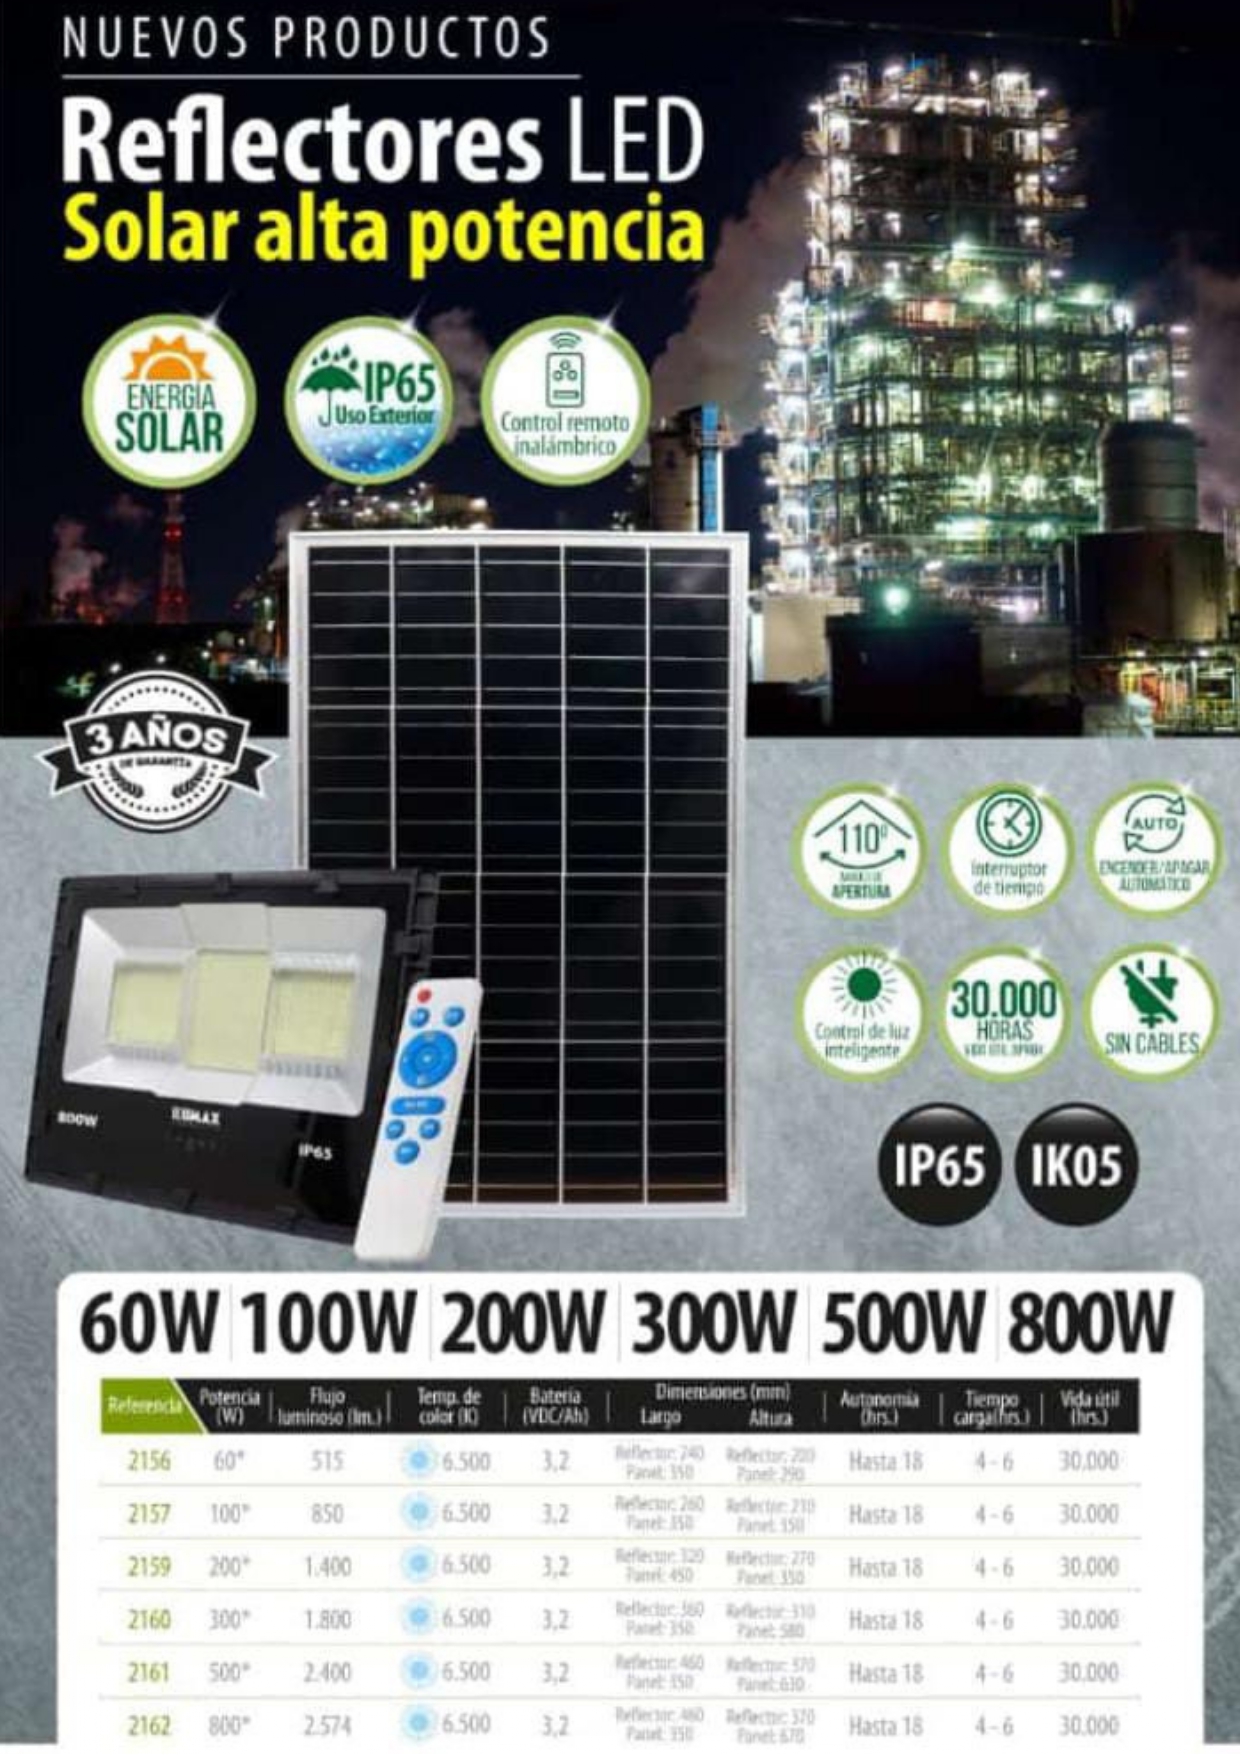 NUEVOS PRODUCTOS
Reflectores LED
Solar alta potencia
ENERGÍA
SOLAR
IP65
Uso Exterior
Control remoto
inalámbrico
3 AÑOS
DE GARANTÍA
110°
APERTURA
Interruptor
de tiempo
AUTO
ENCENDER/APAGAR
AUTOMÁTICO
Control de luz
inteligente
30.000
HORAS
SIN CABLES
800W
IP65
IP65
IK05
60W 100W 200W 300W 500W 800W
Referencia Potencia (W) Flujo luminoso (lm.) Temp. de color (K) Batería (VDC/Ah) Dimensiones (mm) Largo Altura Autonomía (hrs.) Tiempo carga(hrs.) Vida útil (hrs.)
2156 60* 515 6.500 3,2 Reflector: 240 Panel: 350 Reflector: 200 Panel: 290 Hasta 18 4 - 6 30.000
2157 100* 850 6.500 3,2 Reflector: 260 Panel: 350 Reflector: 210 Panel: 350 Hasta 18 4 - 6 30.000
2159 200* 1.400 6.500 3,2 Reflector: 320 Panel: 450 Reflector: 270 Panel: 350 Hasta 18 4 - 6 30.000
2160 300* 1.800 6.500 3,2 Reflector: 360 Panel: 350 Reflector: 310 Panel: 580 Hasta 18 4 - 6 30.000
2161 500* 2.400 6.500 3,2 Reflector: 460 Panel: 350 Reflector: 370 Panel: 630 Hasta 18 4 - 6 30.000
2162 800* 2.574 6.500 3,2 Reflector: 460 Panel: 350 Reflector: 370 Panel: 670 Hasta 18 4 - 6 30.000